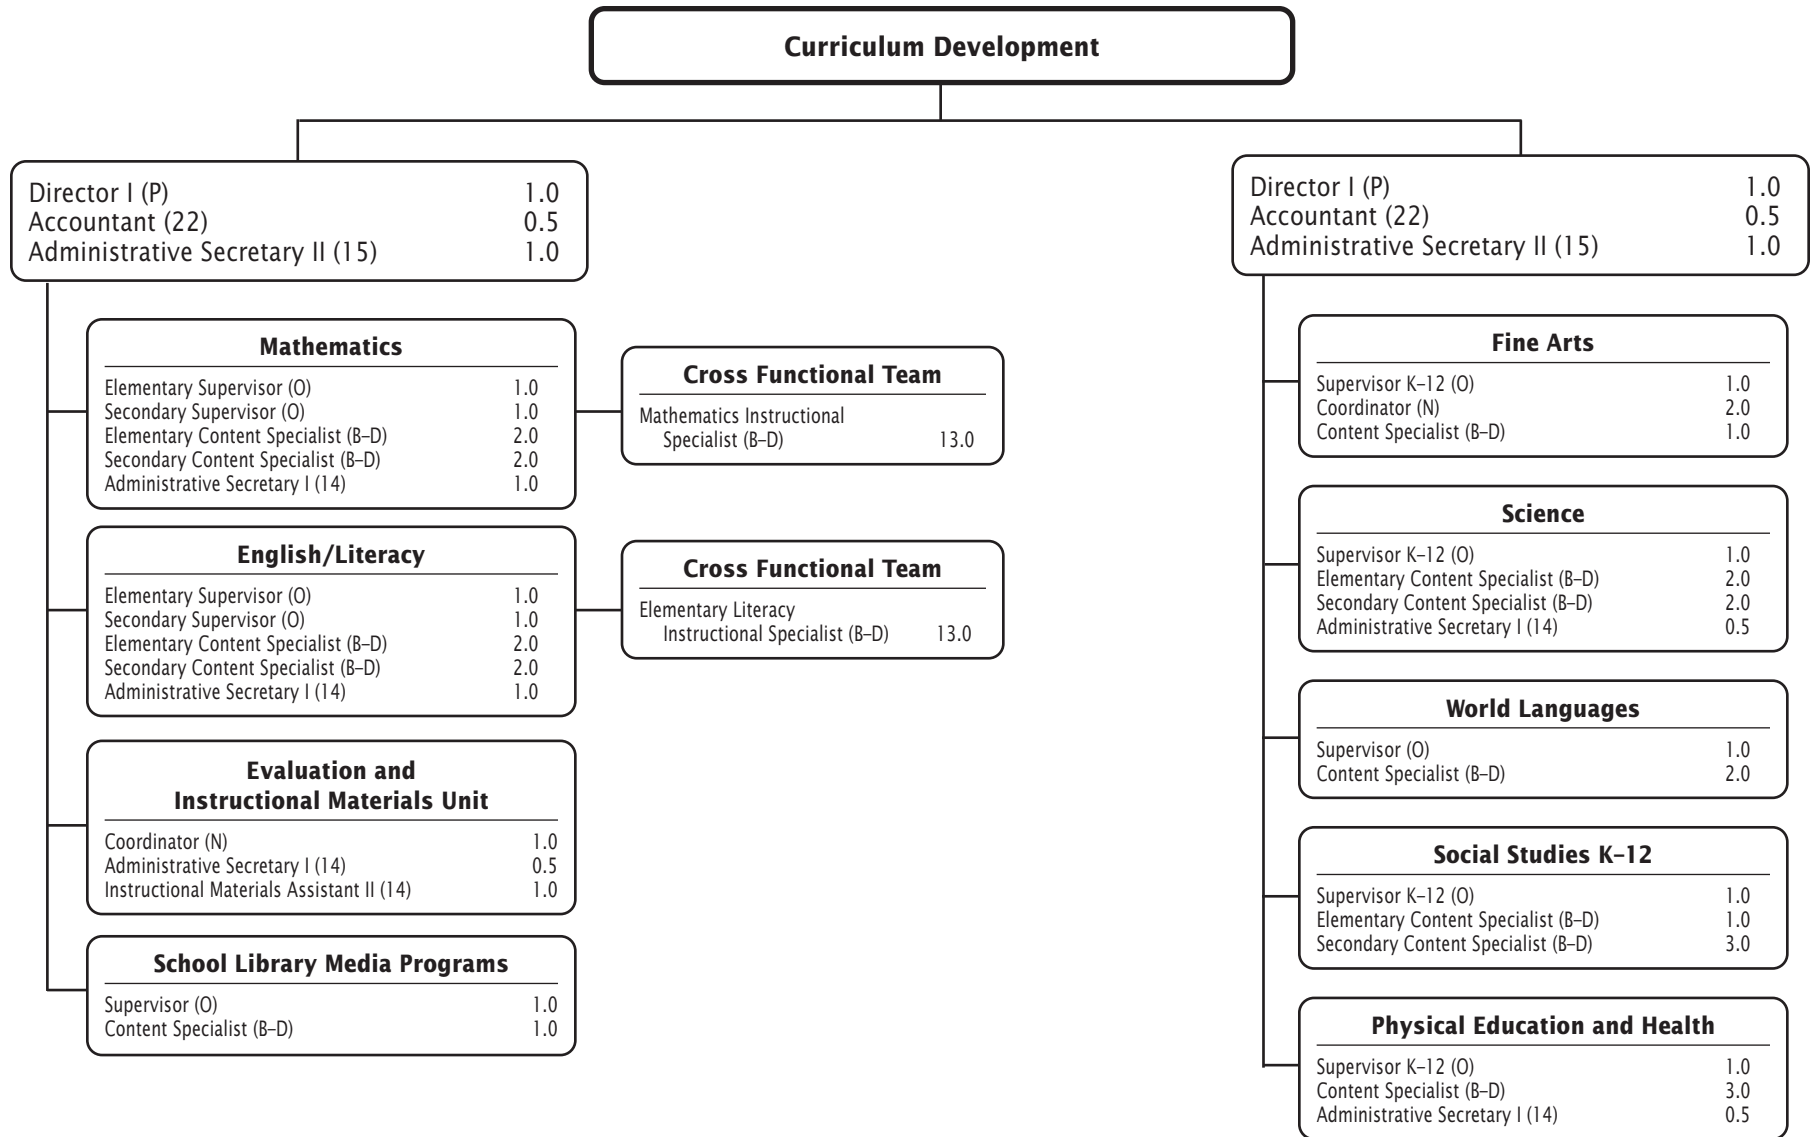 Curriculum Development
Director I (P) 1.0
Accountant (22) 0.5
Administrative Secretary II (15) 1.0
Mathematics
Elementary Supervisor (O) 1.0
Secondary Supervisor (O) 1.0
Elementary Content Specialist (B–D) 2.0
Secondary Content Specialist (B–D) 2.0
Administrative Secretary I (14) 1.0
Cross Functional Team
Mathematics Instructional
Specialist (B–D) 13.0
English/Literacy
Elementary Supervisor (O) 1.0
Secondary Supervisor (O) 1.0
Elementary Content Specialist (B–D) 2.0
Secondary Content Specialist (B–D) 2.0
Administrative Secretary I (14) 1.0
Cross Functional Team
Elementary Literacy
Instructional Specialist (B–D) 13.0
Evaluation and
Instructional Materials Unit
Coordinator (N) 1.0
Administrative Secretary I (14) 0.5
Instructional Materials Assistant II (14) 1.0
School Library Media Programs
Supervisor (O) 1.0
Content Specialist (B–D) 1.0
Director I (P) 1.0
Accountant (22) 0.5
Administrative Secretary II (15) 1.0
Fine Arts
Supervisor K–12 (O) 1.0
Coordinator (N) 2.0
Content Specialist (B–D) 1.0
Science
Supervisor K–12 (O) 1.0
Elementary Content Specialist (B–D) 2.0
Secondary Content Specialist (B–D) 2.0
Administrative Secretary I (14) 0.5
World Languages
Supervisor (O) 1.0
Content Specialist (B–D) 2.0
Social Studies K–12
Supervisor K–12 (O) 1.0
Elementary Content Specialist (B–D) 1.0
Secondary Content Specialist (B–D) 3.0
Physical Education and Health
Supervisor K–12 (O) 1.0
Content Specialist (B–D) 3.0
Administrative Secretary I (14) 0.5